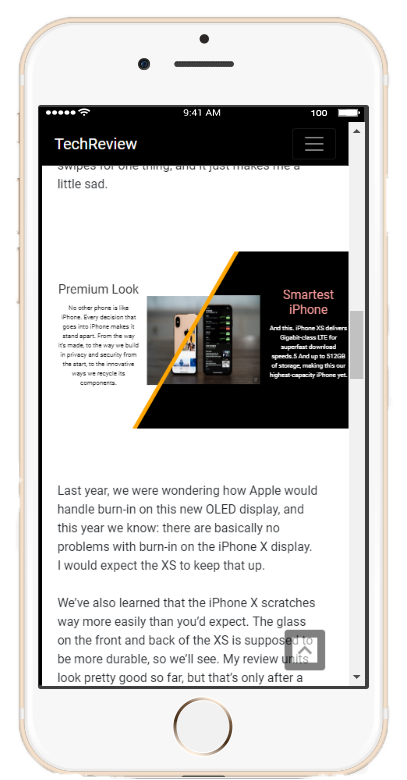 9:41 AM
100
TechReview
swipes for one thing, and it just makes me a
little sad.
Premium Look
No other phone is like
iPhone. Every decision that
goes into iPhone makes it
stand apart. From the way
it's made, to the way we build
in privacy and security from
the start, to the innovative
ways we recycle its
components.
Smartest
iPhone
And this. iPhone XS delivers
Gigabit-class LTE for
superfast download
speeds.5 And up to 512GB
of storage, making this our
highest-capacity iPhone yet.
Last year, we were wondering how Apple would
handle burn-in on this new OLED display, and
this year we know: there are basically no
problems with burn-in on the iPhone X display.
I would expect the XS to keep that up.
We've also learned that the iPhone X scratches
way more easily than you'd expect. The glass
on the front and back of the XS is supposed to
be more durable, so we'll see. My review units
look pretty good so far, but that's only after a